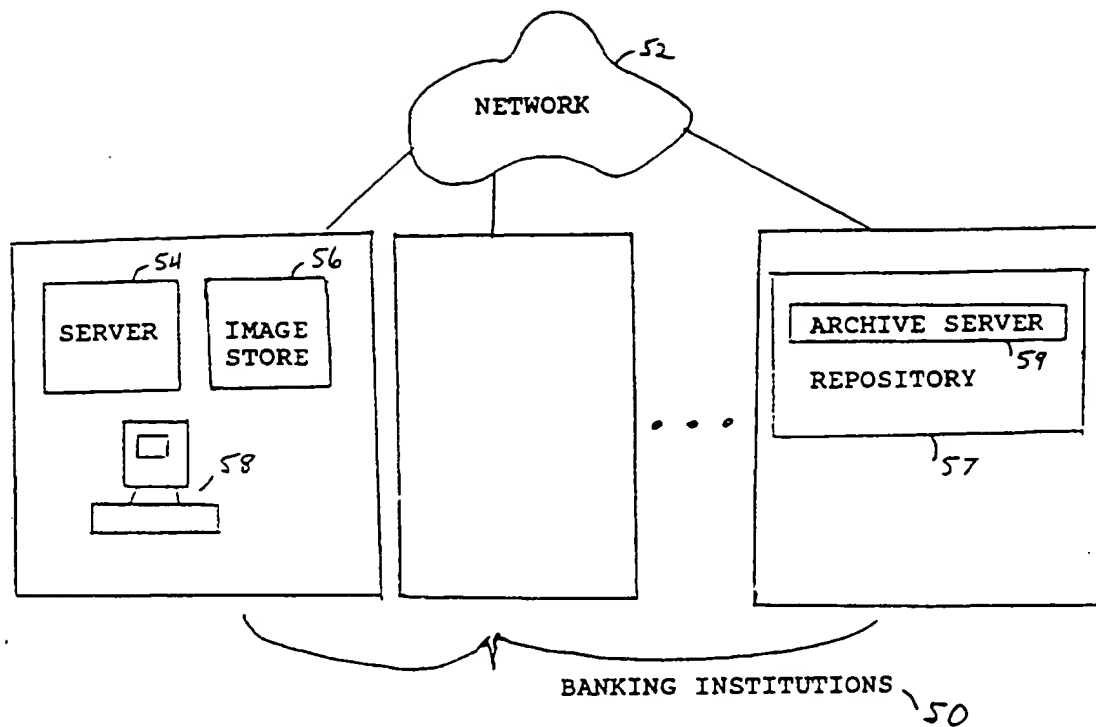 52
NETWORK
54
56
SERVER
IMAGE
STORE
ARCHIVE SERVER
59
REPOSITORY
58
57
BANKING INSTITUTIONS
50